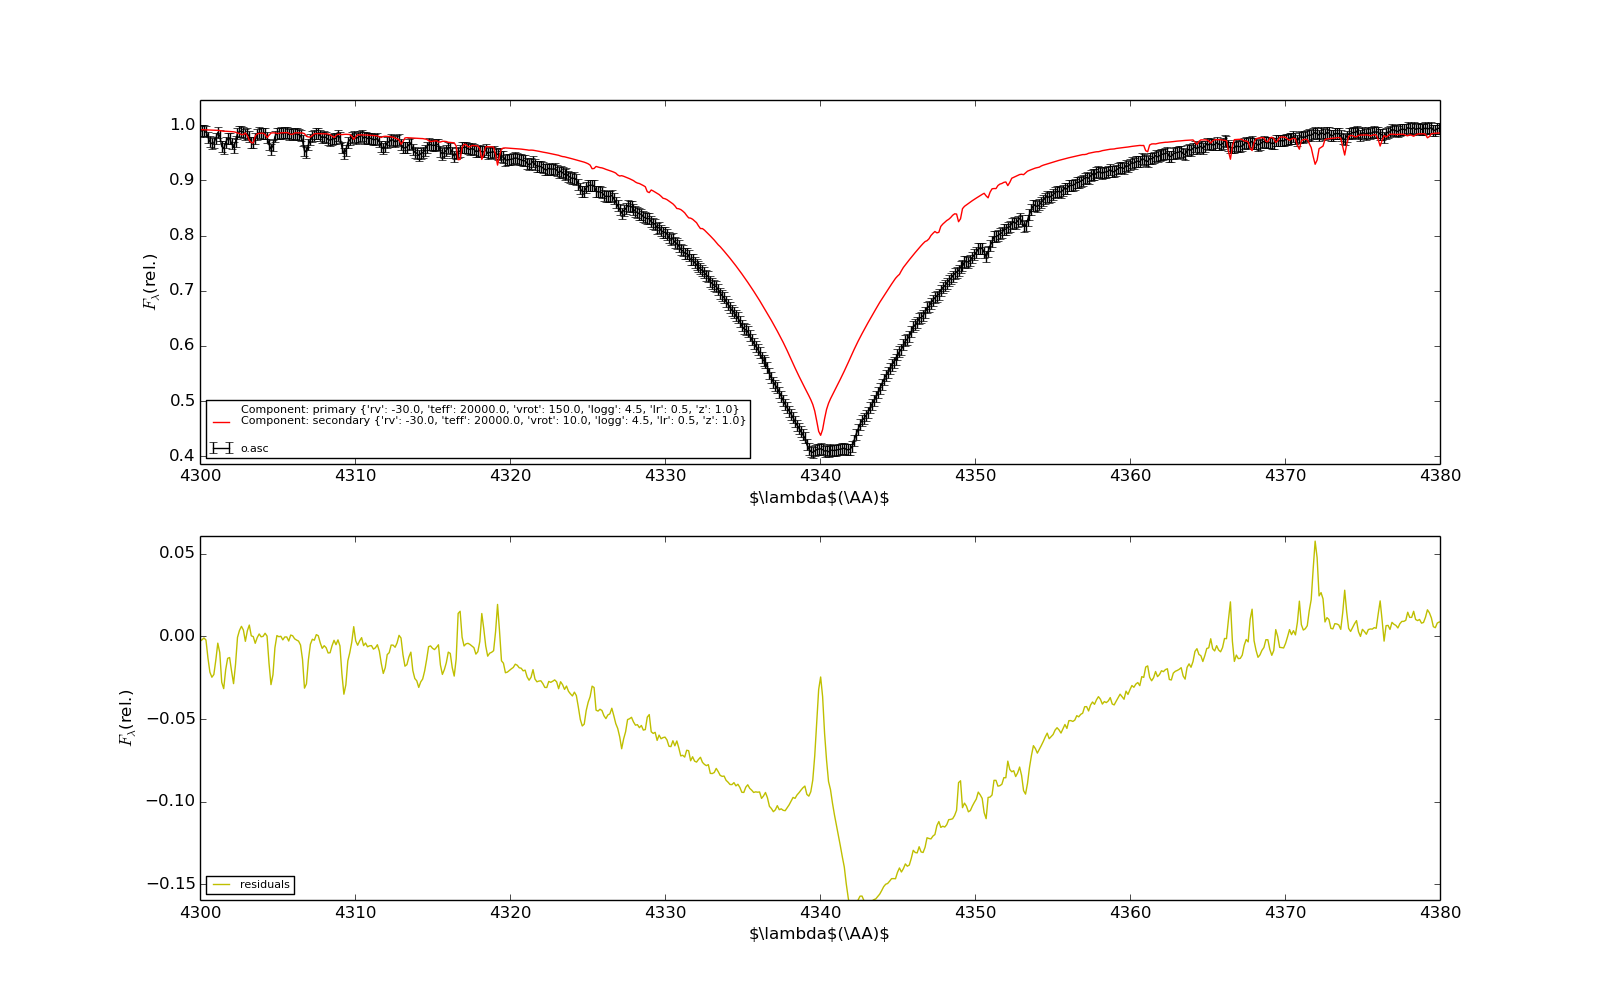 1.0
0.9
0.8
0.7
0.6
0.5
0.4
F_λ(rel.)
Component: primary {'rv': -30.0, 'teff': 20000.0, 'vrot': 150.0, 'logg': 4.5, 'lr': 0.5, 'z': 1.0}
Component: secondary {'rv': -30.0, 'teff': 20000.0, 'vrot': 10.0, 'logg': 4.5, 'lr': 0.5, 'z': 1.0}
o.asc
4300 4310 4320 4330 4340 4350 4360 4370 4380
$\lambda$(\AA)$
0.05
0.00
−0.05
−0.10
−0.15
F_λ(rel.)
residuals
4300 4310 4320 4330 4340 4350 4360 4370 4380
$\lambda$(\AA)$